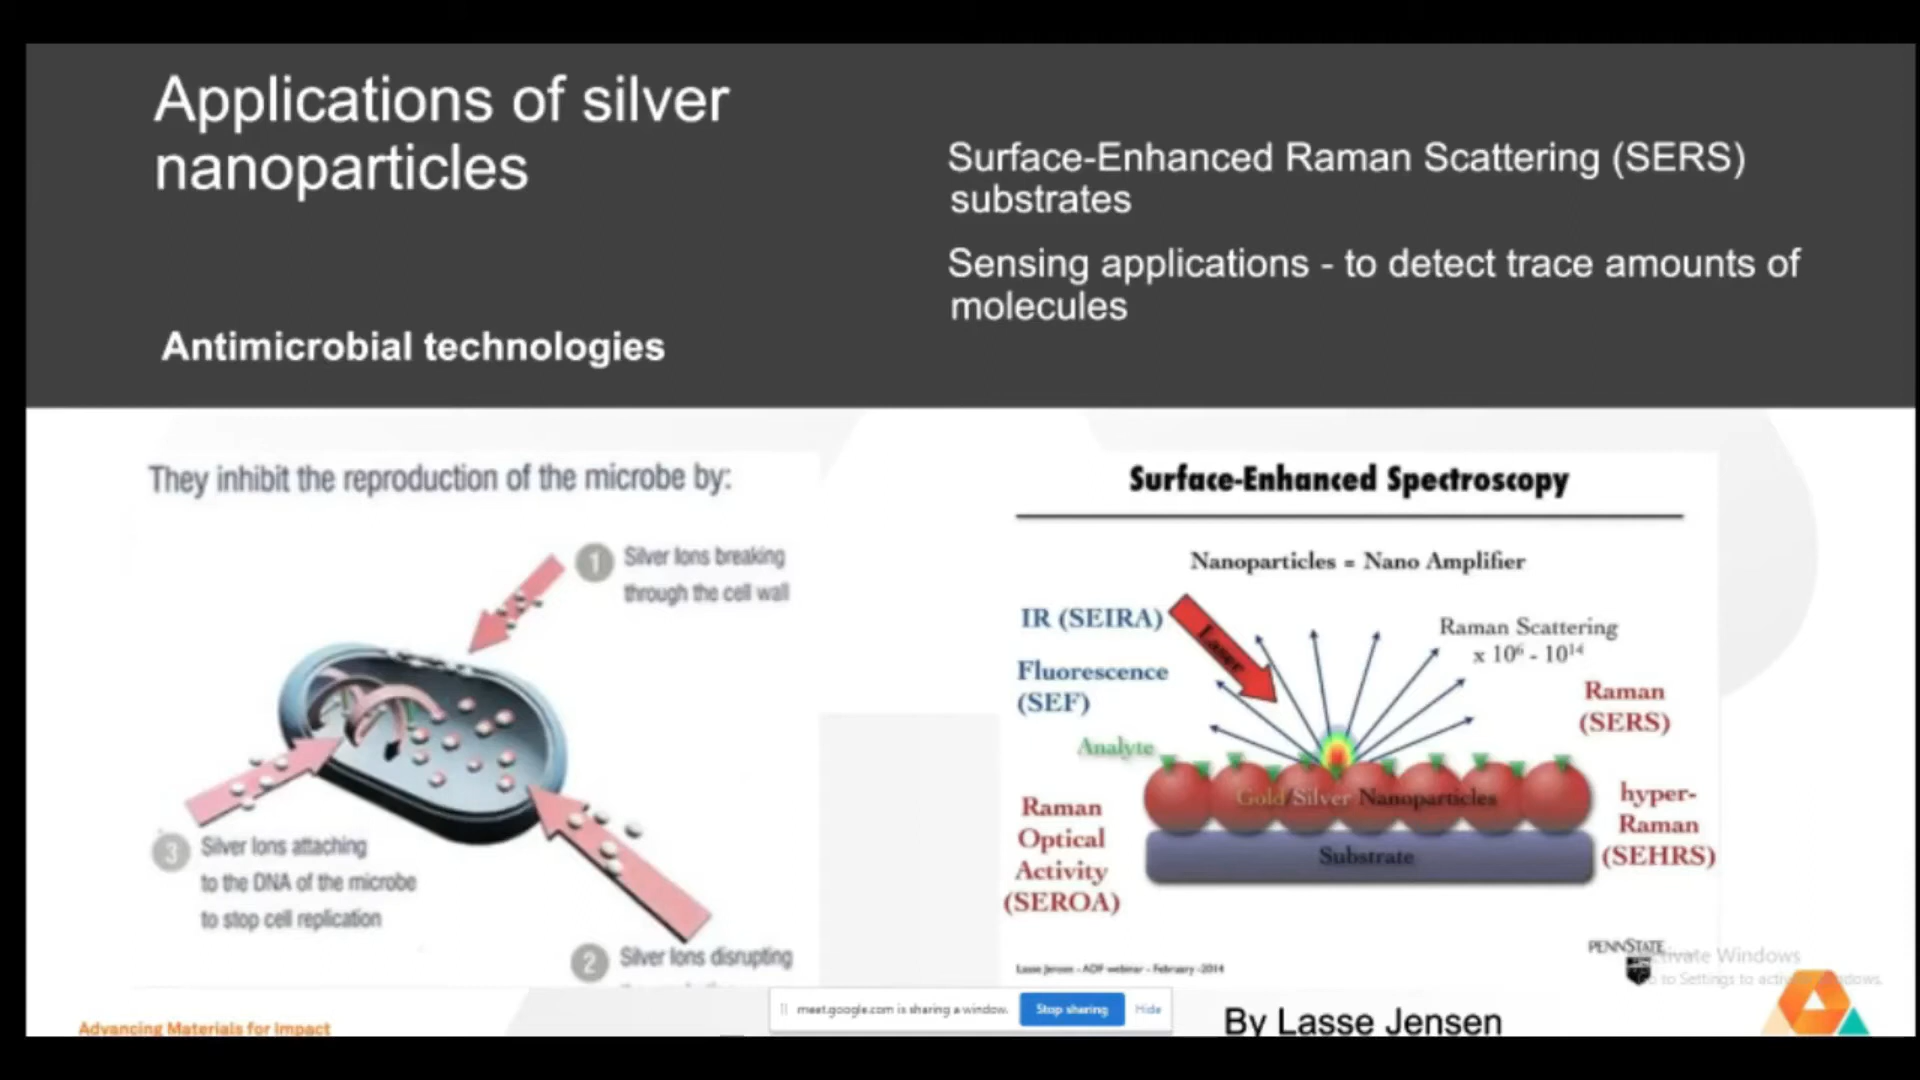 Applications of silver
nanoparticles
Antimicrobial technologies
Surface-Enhanced Raman Scattering (SERS)
substrates
Sensing applications - to detect trace amounts of
molecules
They inhibit the reproduction of the microbe by:
1 Silver Ions breaking
through the cell wall
3 Silver Ions attaching
to the DNA of the microbe
to stop cell replication
2 Silver Ions disrupting
Surface-Enhanced Spectroscopy
Nanoparticles = Nano Amplifier
IR (SEIRA)
Laser
Raman Scattering
x 10⁶ - 10¹⁴
Fluorescence
(SEF)
Raman
(SERS)
Analyte
Gold/Silver Nanoparticles
Substrate
Raman
Optical
Activity
(SEROA)
hyper-
Raman
(SEHRS)
Lasse Jensen - ADF webinar - February -2014
PENNSTATE
Windows
to Settings to
meet.google.com is sharing a window.
Stop sharing
Hide
Advancing Materials for Impact
By Lasse Jensen